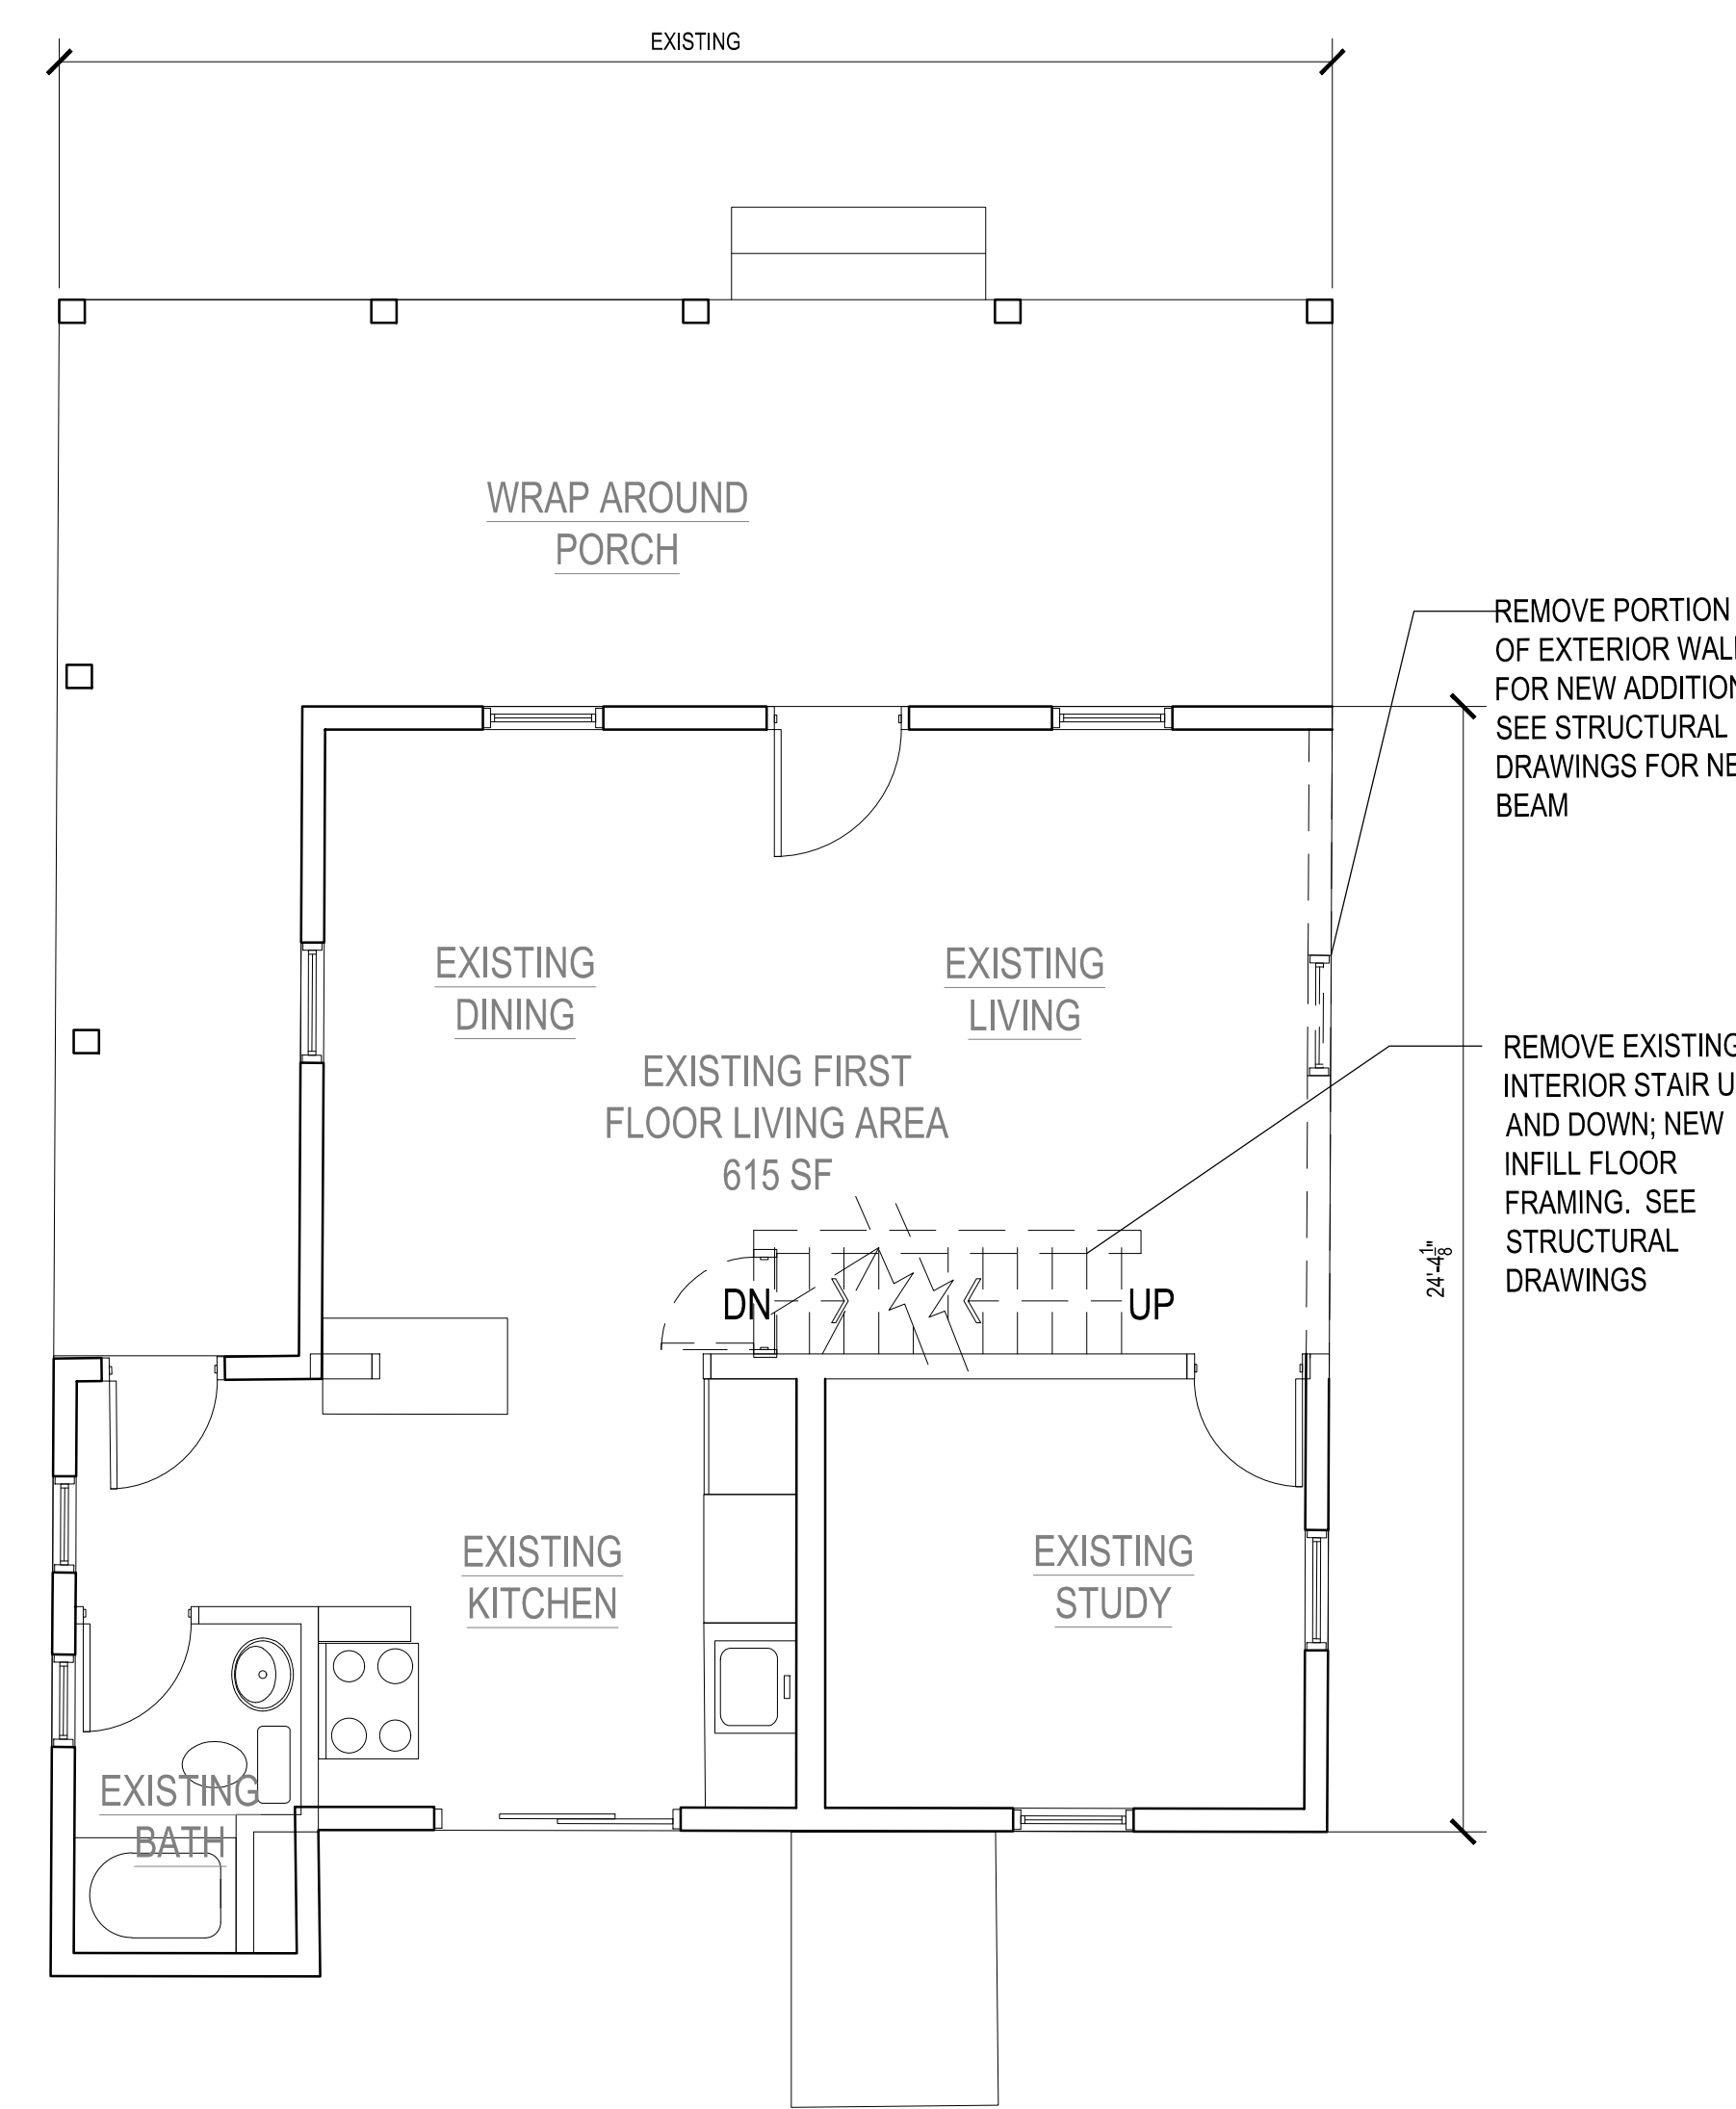 EXISTING
WRAP AROUND
PORCH
REMOVE PORTION
OF EXTERIOR WAL
FOR NEW ADDITION
SEE STRUCTURAL
DRAWINGS FOR NE
BEAM
EXISTING
DINING
EXISTING
LIVING
EXISTING FIRST
FLOOR LIVING AREA
615 SF
REMOVE EXISTING
INTERIOR STAIR U
AND DOWN; NEW
INFILL FLOOR
FRAMING. SEE
STRUCTURAL
DRAWINGS
24'-4 1/8"
DN
UP
EXISTING
KITCHEN
EXISTING
STUDY
EXISTING
BATH